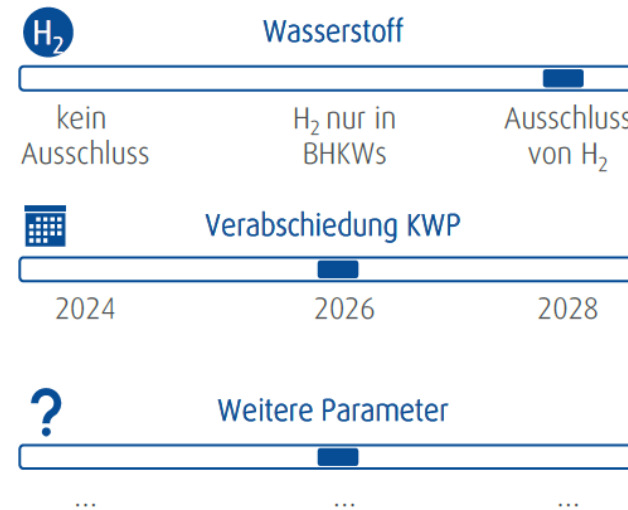 H₂ Wasserstoff
kein H₂ nur in Ausschluss
Ausschluss BHKWs von H₂
Verabschiedung KWP
2024 2026 2028
? Weitere Parameter
... ... ...